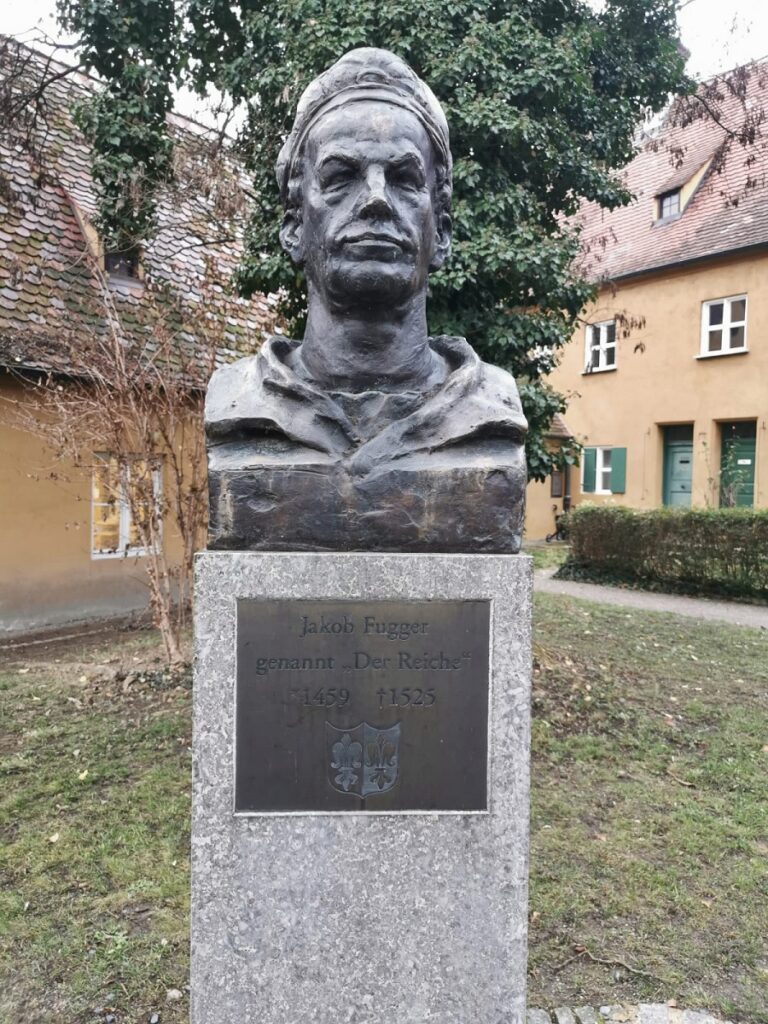 Jakob Fugger
genannt „Der Reiche“
*1459 †1525